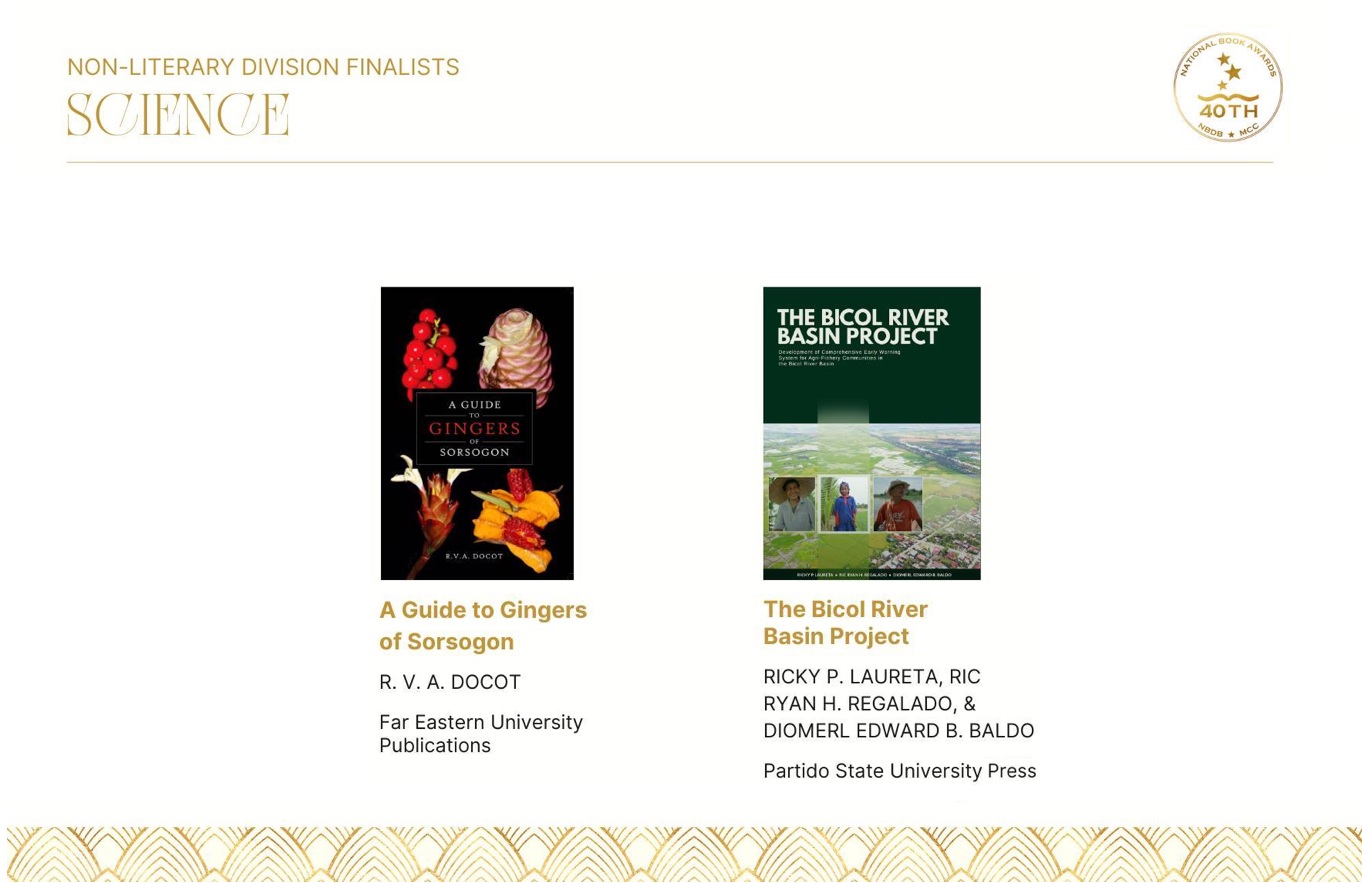 NON-LITERARY DIVISION FINALISTS
SCIENCE
NATIONAL BOOK AWARDS
40TH
NBDB ★ MCC
A GUIDE
TO
GINGERS
OF
SORSOGON
R.V.A. DOCOT
A Guide to Gingers
of Sorsogon
R. V. A. DOCOT
Far Eastern University
Publications
THE BICOL RIVER
BASIN PROJECT
Development of Comprehensive Early Warning
System for Agri-Fishery Communities in
the Bicol River Basin
RICKY P. LAURETA ● RIC RYAN H. REGALADO ● DIOMERL EDWARD B. BALDO
The Bicol River
Basin Project
RICKY P. LAURETA, RIC
RYAN H. REGALADO, &
DIOMERL EDWARD B. BALDO
Partido State University Press